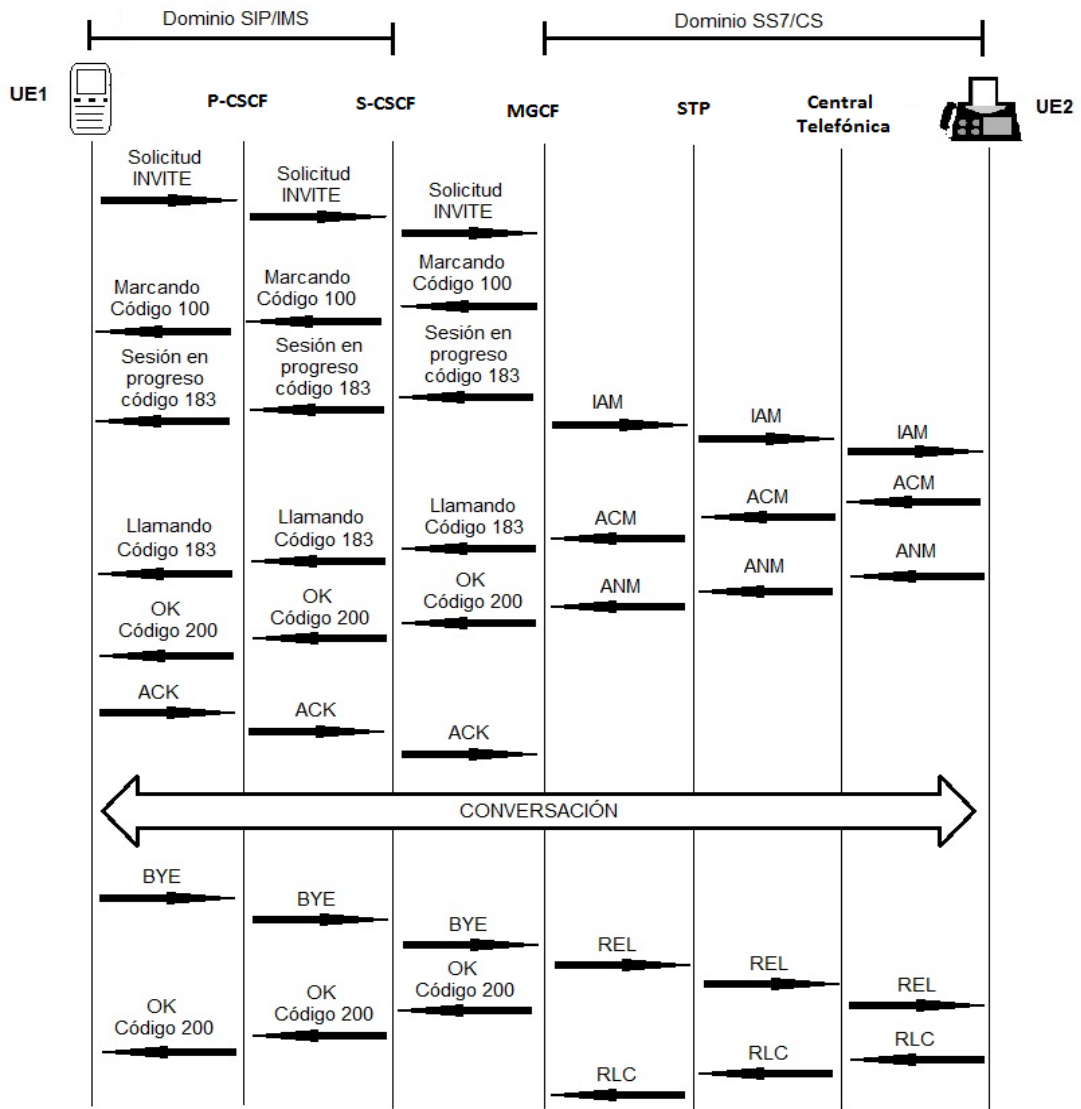 Dominio SIP/IMS
Dominio SS7/CS
UE1
P-CSCF
S-CSCF
MGCF
STP
Central
Telefónica
UE2
Solicitud
INVITE
Solicitud
INVITE
Solicitud
INVITE
Marcando
Código 100
Marcando
Código 100
Marcando
Código 100
Sesión en
progreso
código 183
Sesión en
progreso
código 183
Sesión en
progreso
código 183
IAM
IAM
IAM
ACM
ACM
ACM
Llamando
Código 183
Llamando
Código 183
Llamando
Código 183
ANM
ANM
ANM
OK
Código 200
OK
Código 200
OK
Código 200
ACK
ACK
ACK
CONVERSACIÓN
BYE
BYE
BYE
REL
REL
REL
OK
Código 200
OK
Código 200
OK
Código 200
RLC
RLC
RLC